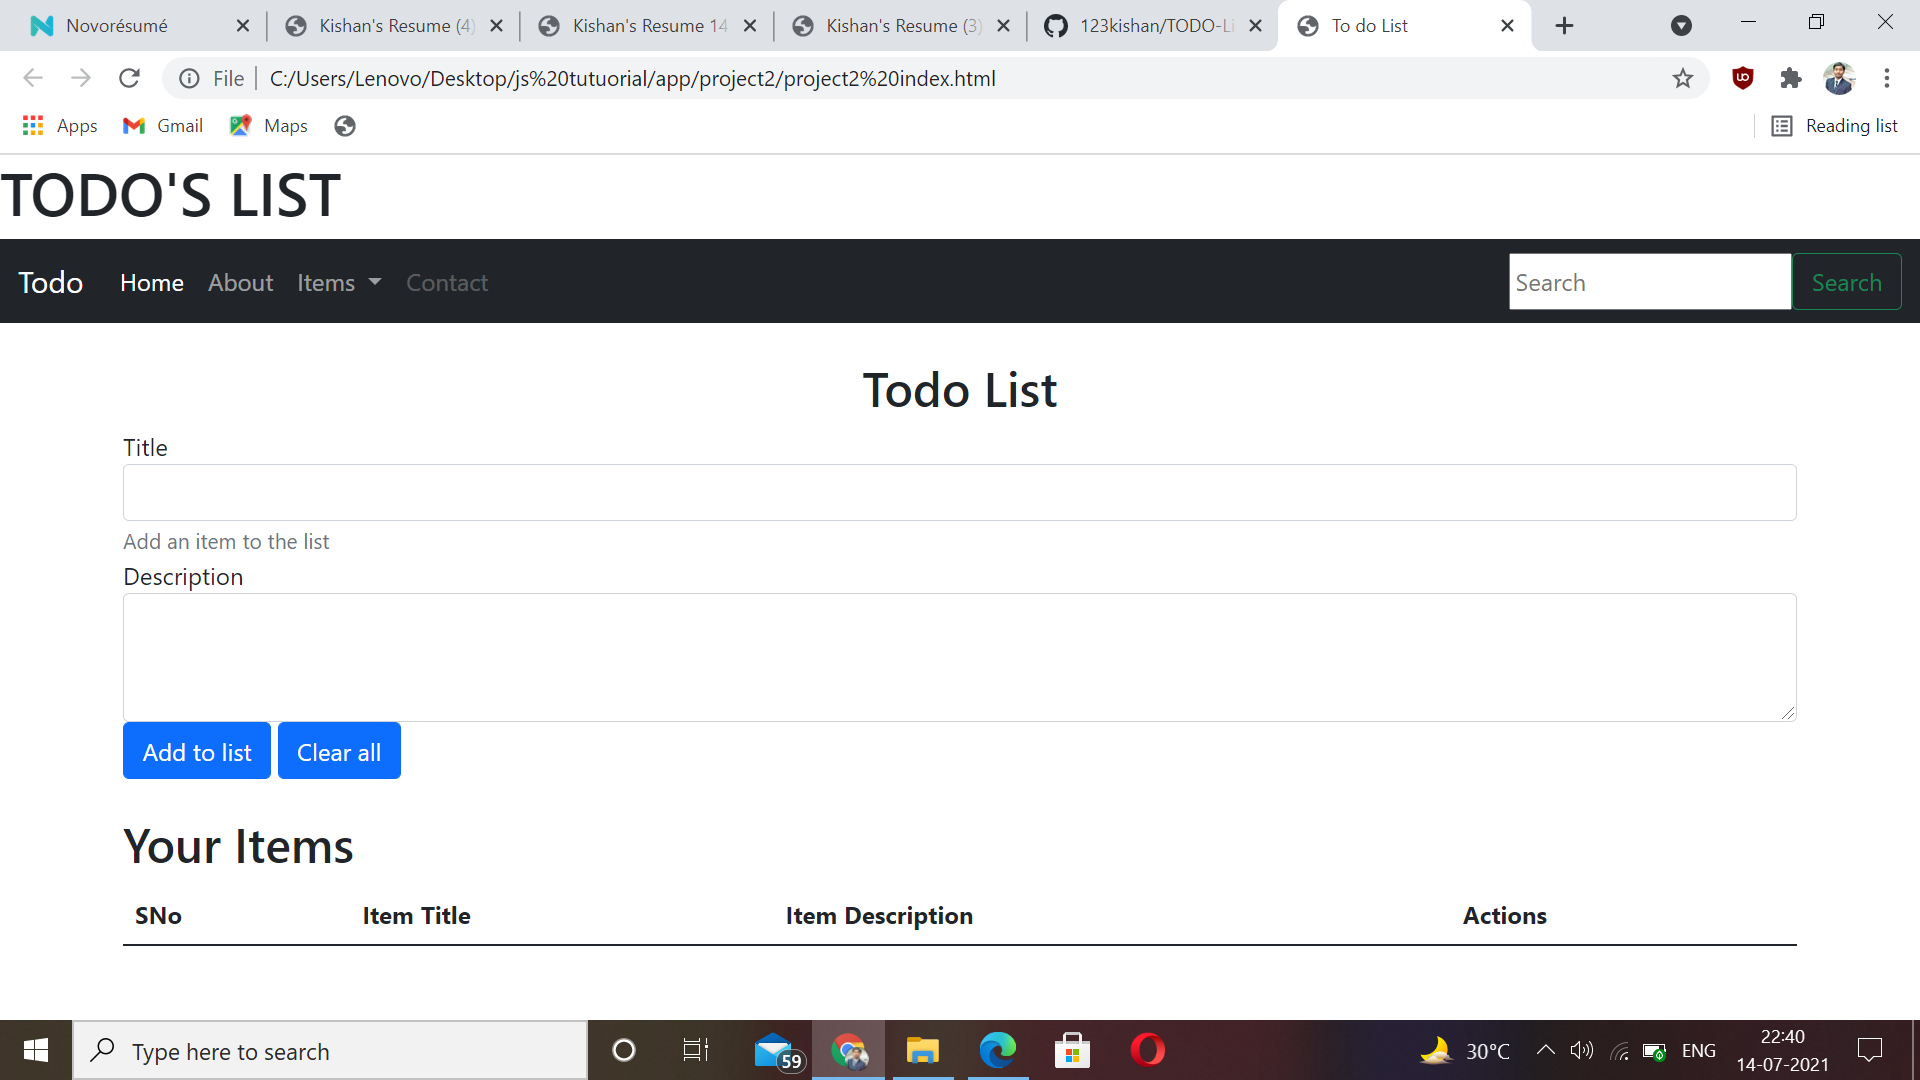 Novorésumé
Kishan's Resume (4)
Kishan's Resume 14
Kishan's Resume (3)
123kishan/TODO-Li
To do List
File
C:/Users/Lenovo/Desktop/js%20tutuorial/app/project2/project2%20index.html
Apps
Gmail
Maps
Reading list
TODO'S LIST
Todo
Home
About
Items
Contact
Search
Search
Todo List
Title
Add an item to the list
Description
Add to list
Clear all
Your Items
SNo Item Title Item Description Actions
Type here to search
59
30°C
ENG
22:40
14-07-2021